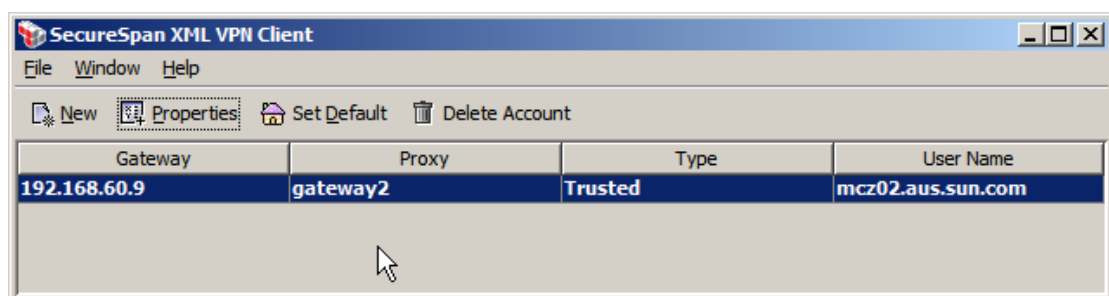 SecureSpan XML VPN Client
File Window Help
New Properties Set Default Delete Account
Gateway Proxy Type User Name
192.168.60.9 gateway2 Trusted mcz02.aus.sun.com